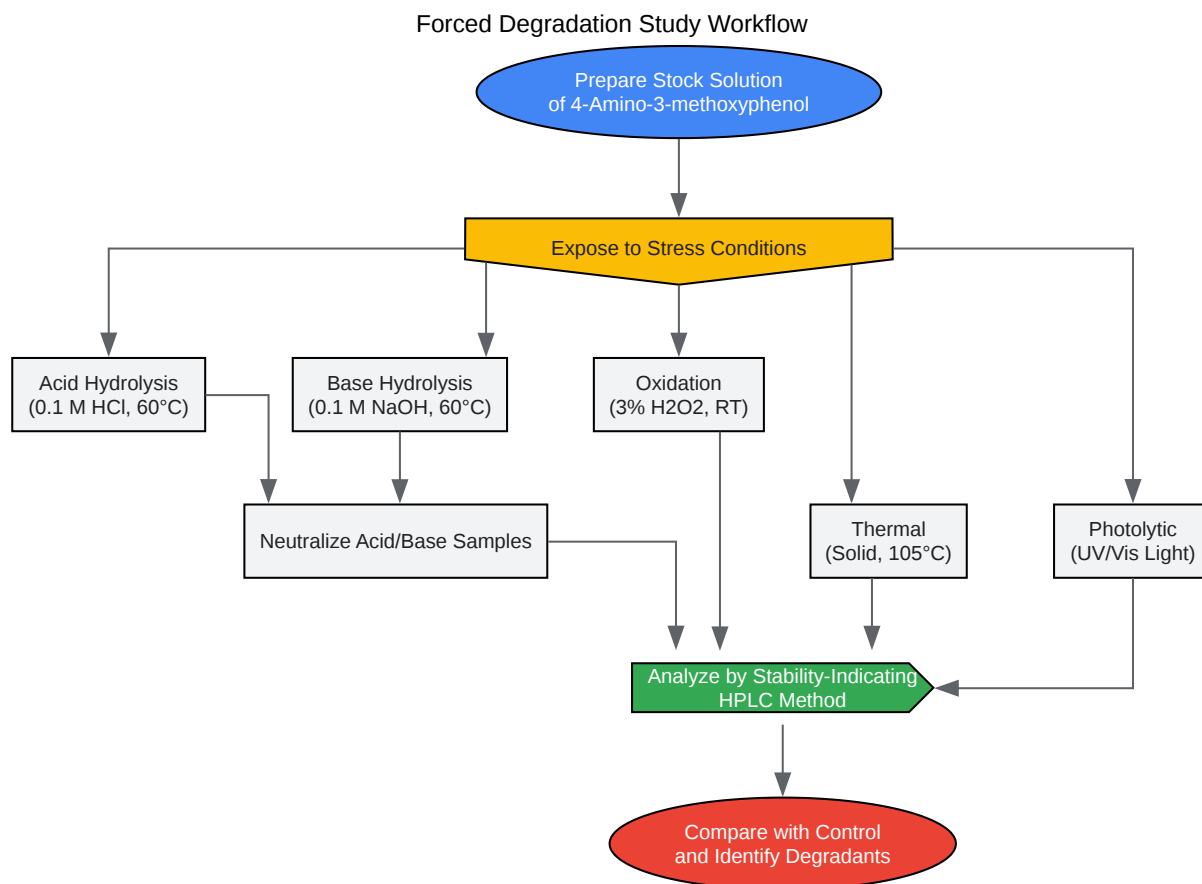 Forced Degradation Study Workflow
Prepare Stock Solution
of 4-Amino-3-methoxyphenol
Expose to Stress Conditions
Acid Hydrolysis
(0.1 M HCl, 60°C)
Base Hydrolysis
(0.1 M NaOH, 60°C)
Oxidation
(3% H2O2, RT)
Neutralize Acid/Base Samples
Thermal
(Solid, 105°C)
Photolytic
(UV/Vis Light)
Analyze by Stability-Indicating
HPLC Method
Compare with Control
and Identify Degradants